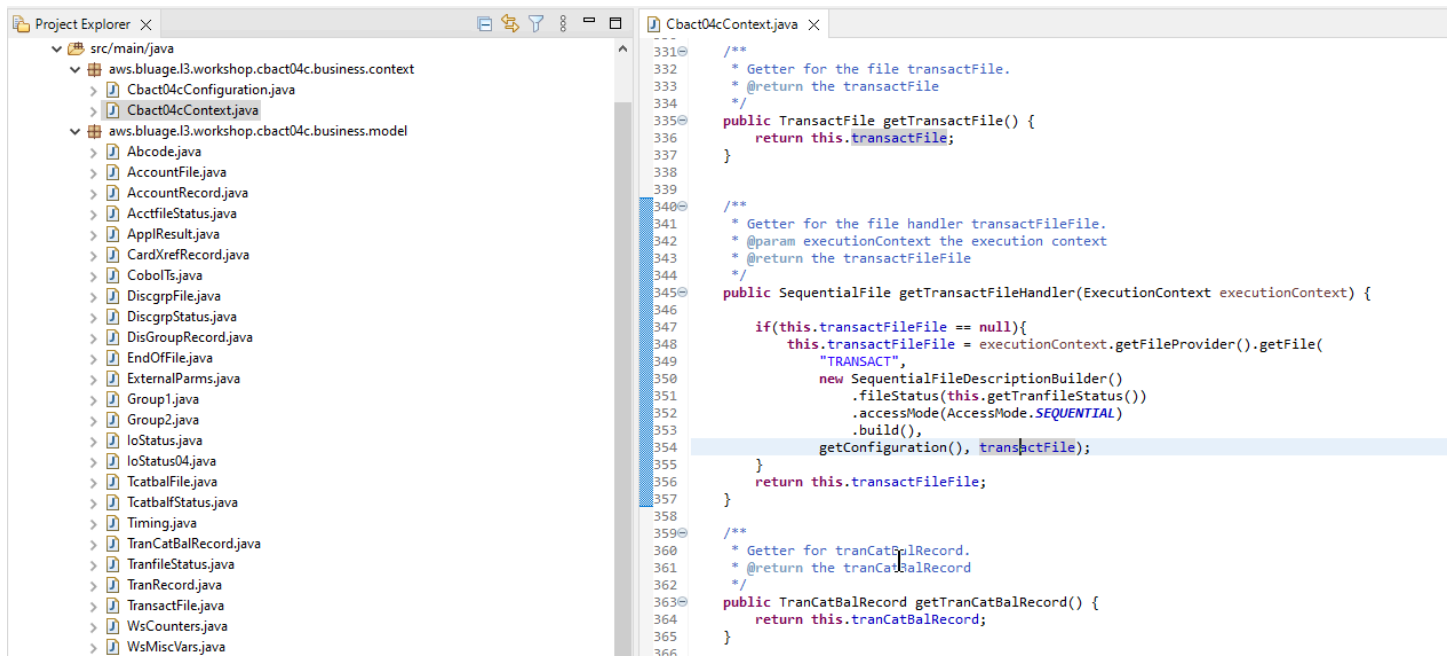 Project Explorer
src/main/java
aws.bluage.l3.workshop.cbact04c.business.context
Cbact04cConfiguration.java
Cbact04cContext.java
aws.bluage.l3.workshop.cbact04c.business.model
Abcode.java
AccountFile.java
AccountRecord.java
AcctfileStatus.java
ApplResult.java
CardXrefRecord.java
CobolTs.java
DiscgrpFile.java
DiscgrpStatus.java
DisGroupRecord.java
EndOfFile.java
ExternalParms.java
Group1.java
Group2.java
IoStatus.java
IoStatus04.java
TcatbalFile.java
TcatbalfStatus.java
Timing.java
TranCatBalRecord.java
TranfileStatus.java
TranRecord.java
TransactFile.java
WsCounters.java
WsMiscVars.java
Cbact04cContext.java
331 /**
332 * Getter for the file transactFile.
333 * @return the transactFile
334 */
335 public TransactFile getTransactFile() {
336 return this.transactFile;
337 }
338
339
340 /**
341 * Getter for the file handler transactFileFile.
342 * @param executionContext the execution context
343 * @return the transactFileFile
344 */
345 public SequentialFile getTransactFileHandler(ExecutionContext executionContext) {
346
347 if(this.transactFileFile == null){
348 this.transactFileFile = executionContext.getFileProvider().getFile(
349 "TRANSACT",
350 new SequentialFileDescriptionBuilder()
351 .fileStatus(this.getTranfileStatus())
352 .accessMode(AccessMode.SEQUENTIAL)
353 .build(),
354 getConfiguration(), transactFile);
355 }
356 return this.transactFileFile;
357 }
358
359 /**
360 * Getter for tranCatBalRecord.
361 * @return the tranCatBalRecord
362 */
363 public TranCatBalRecord getTranCatBalRecord() {
364 return this.tranCatBalRecord;
365 }
366